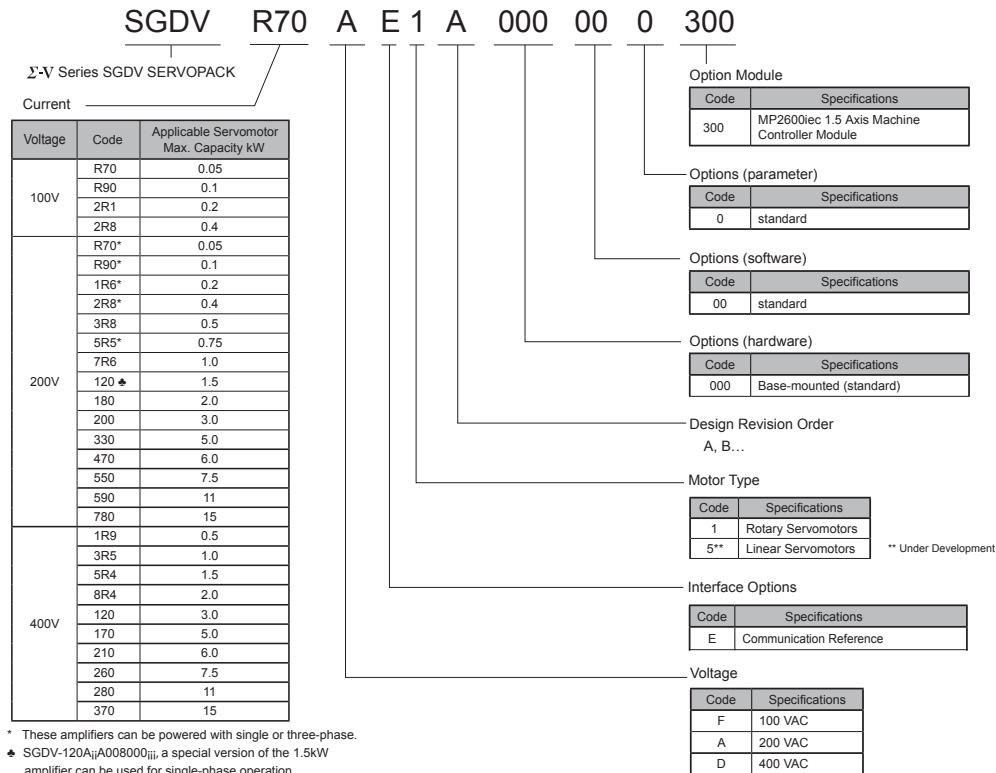 SGDV R70 A E 1 A 000 00 0 300
Σ-V Series SGDV SERVOPACK
Current
Voltage Code Applicable Servomotor Max. Capacity kW
100V
R70 0.05
R90 0.1
2R1 0.2
2R8 0.4
200V
R70* 0.05
R90* 0.1
1R6* 0.2
2R8* 0.4
3R8 0.5
5R5* 0.75
7R6 1.0
120 ♣ 1.5
180 2.0
200 3.0
330 5.0
470 6.0
550 7.5
590 11
780 15
400V
1R9 0.5
3R5 1.0
5R4 1.5
8R4 2.0
120 3.0
170 5.0
210 6.0
260 7.5
280 11
370 15
* These amplifiers can be powered with single or three-phase.
♣ SGDV-120A¡¡A008000¡¡¡, a special version of the 1.5kW
amplifier can be used for single-phase operation.
Option Module
Code Specifications
300 MP2600iec 1.5 Axis Machine
Controller Module
Options (parameter)
Code Specifications
0 standard
Options (software)
Code Specifications
00 standard
Options (hardware)
Code Specifications
000 Base-mounted (standard)
Design Revision Order
A, B…
Motor Type
Code Specifications
1 Rotary Servomotors
5** Linear Servomotors
** Under Development
Interface Options
Code Specifications
E Communication Reference
Voltage
Code Specifications
F 100 VAC
A 200 VAC
D 400 VAC